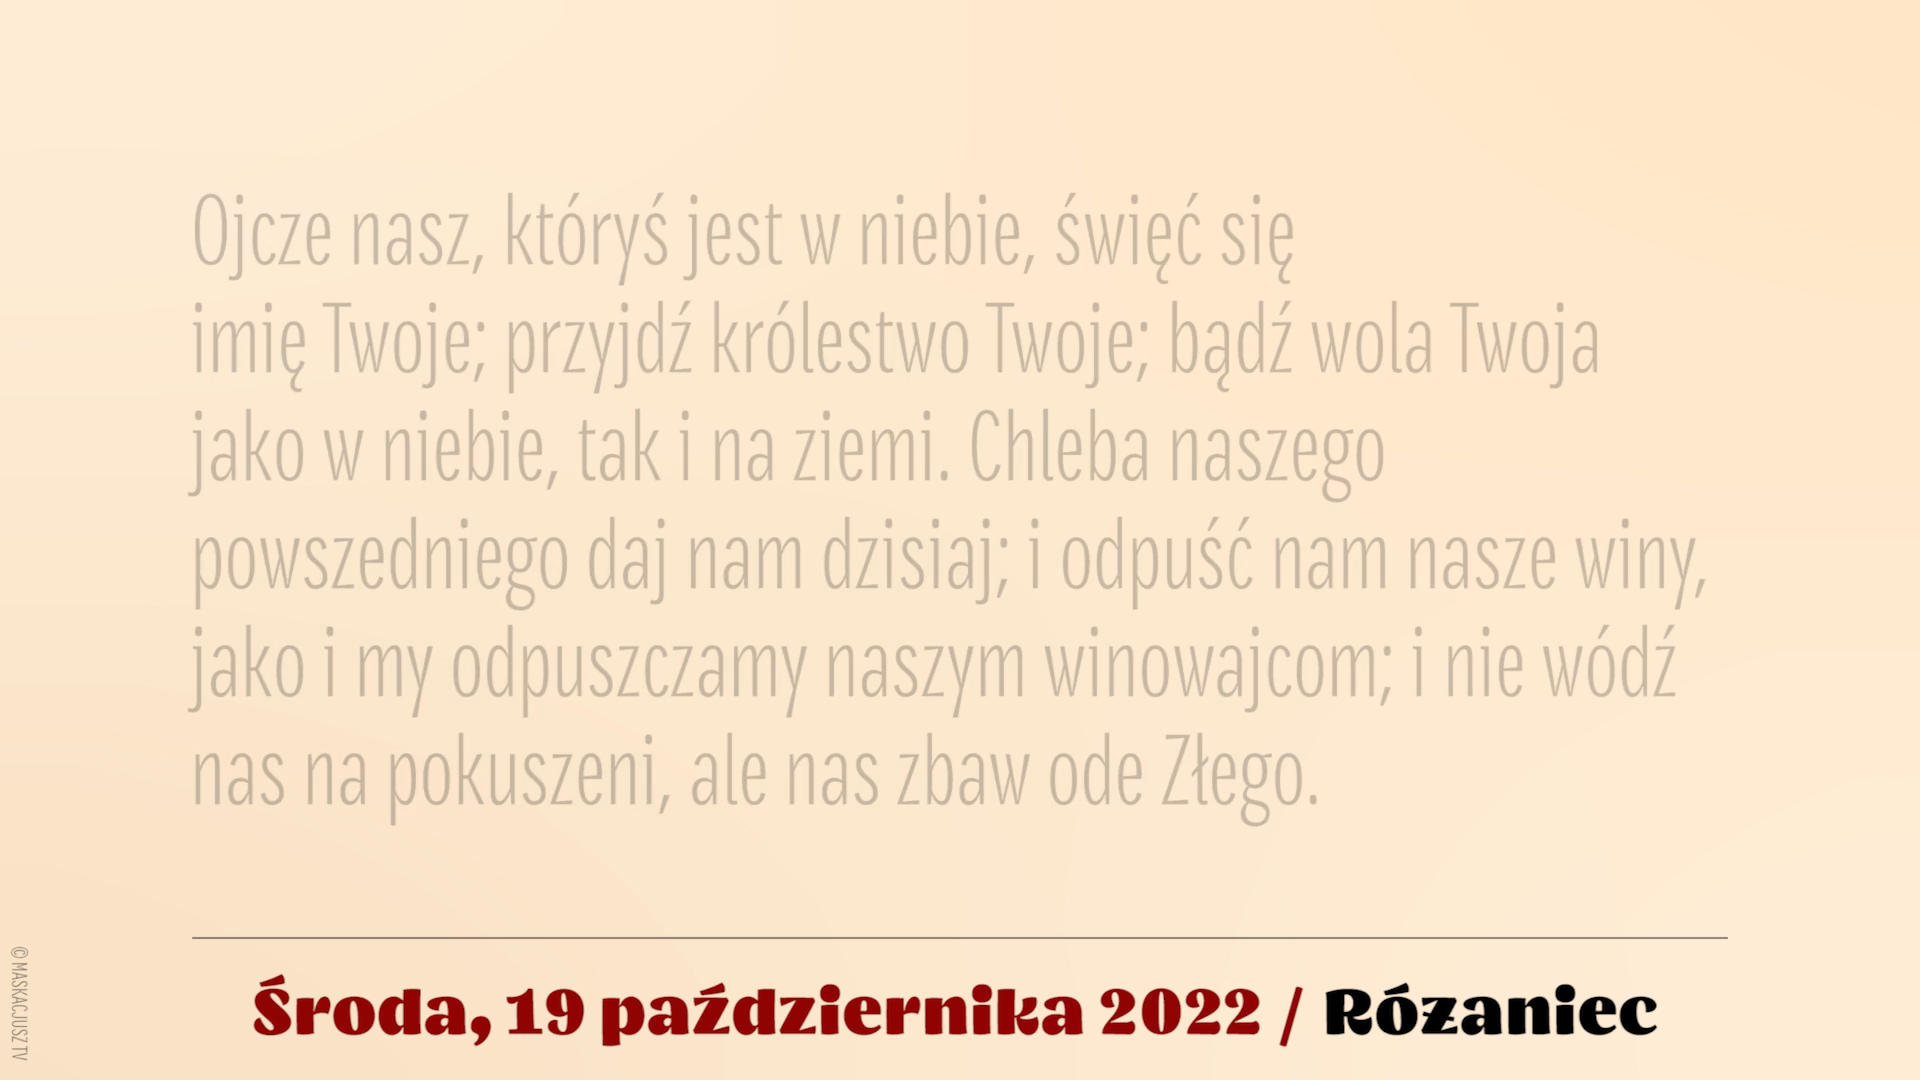 Ojcze nasz, któryś jest w niebie, święć się
imię Twoje; przyjdź królestwo Twoje; bądź wola Twoja
jako w niebie, tak i na ziemi. Chleba naszego
powszedniego daj nam dzisiaj; i odpuść nam nasze winy,
jako i my odpuszczamy naszym winowajcom; i nie wódź
nas na pokuszeni, ale nas zbaw ode Złego.
Środa, 19 października 2022 / Różaniec
© MASKACJUSZ TV